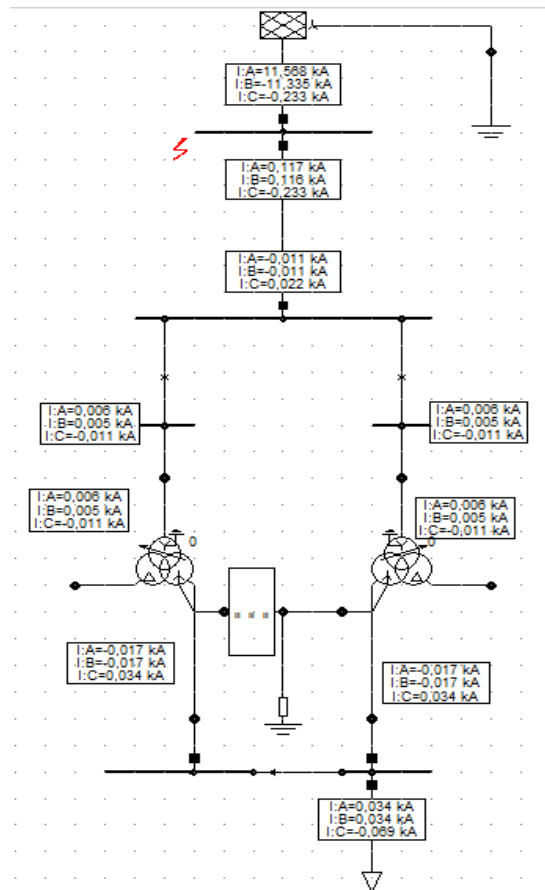 I:A=11,568 kA
I:B=-11,335 kA
I:C=-0,233 kA
I:A=0,117 kA
I:B=0,116 kA
I:C=-0,233 kA
I:A=-0,011 kA
I:B=-0,011 kA
I:C=0,022 kA
I:A=0,006 kA
I:B=0,005 kA
I:C=-0,011 kA
I:A=0,006 kA
I:B=0,005 kA
I:C=-0,011 kA
I:A=0,006 kA
I:B=0,005 kA
I:C=-0,011 kA
I:A=0,006 kA
I:B=0,005 kA
I:C=-0,011 kA
0
0
I:A=-0,017 kA
I:B=-0,017 kA
I:C=0,034 kA
I:A=-0,017 kA
I:B=-0,017 kA
I:C=0,034 kA
I:A=0,034 kA
I:B=0,034 kA
I:C=-0,069 kA